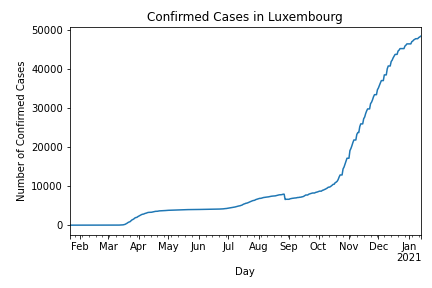 Confirmed Cases in Luxembourg
Number of Confirmed Cases
50000
40000
30000
20000
10000
0
Feb Mar Apr May Jun Jul Aug Sep Oct Nov Dec Jan
2021
Day